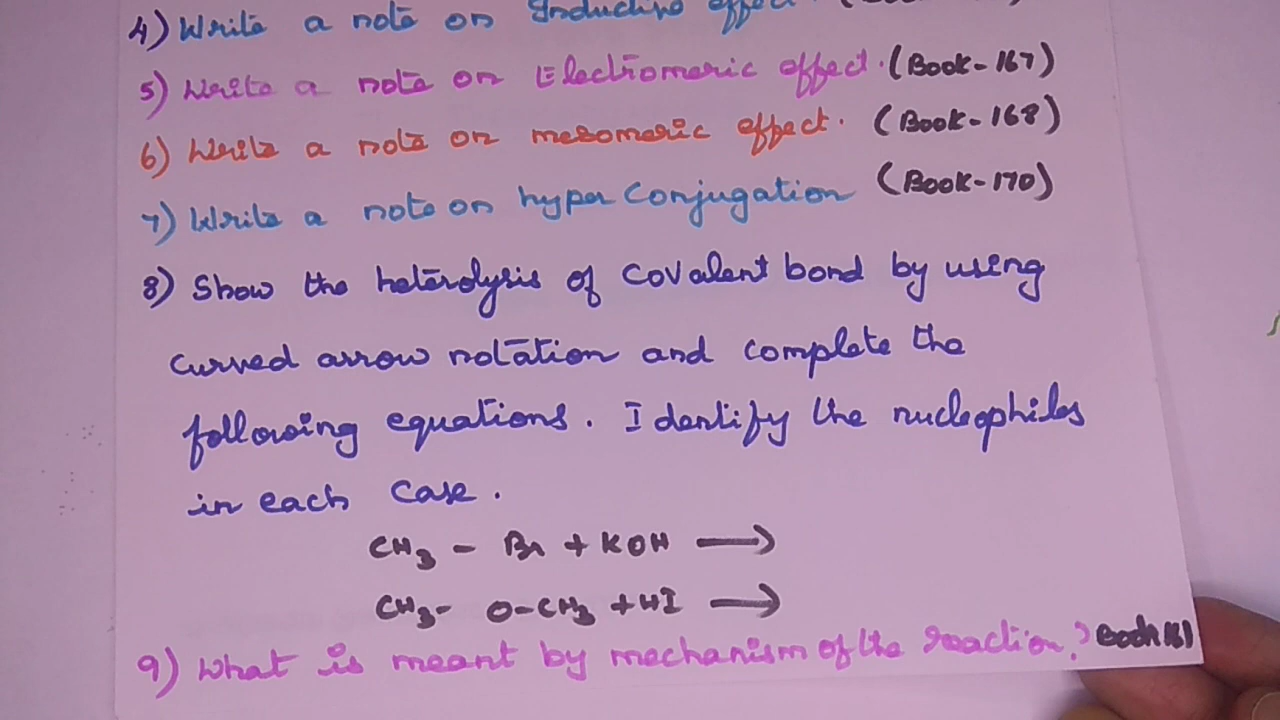 4) Write a note on Inductive effect. (
5) Write a note on Electromeric effect. (Book-167)
6) Write a note on mesomeric effect. (Book-168)
7) Write a note on hyper Conjugation (Book-170)
8) Show the heterolysis of Covalent bond by using
curved arrow notation and complete the
following equations. Identify the nucleophiles
in each case.
CH3 - Br + KOH →
CH3- O-CH3 + HI →
9) What is meant by mechanism of the reaction? Book 161